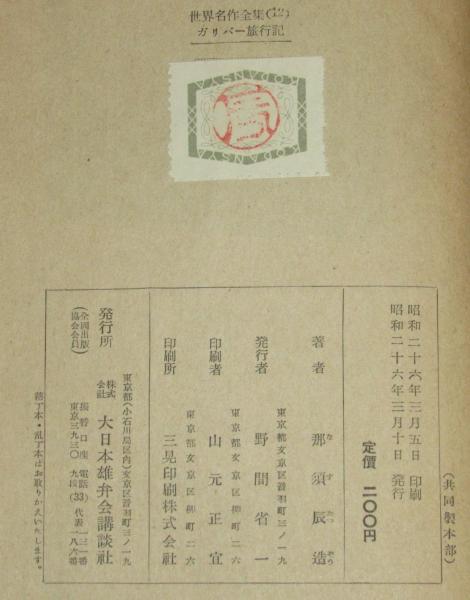 世界名作全集(12)
ガリバー旅行記
KODANSYA
KODANSYA
(共同製本部)
昭和二十六年三月五日 印刷
昭和二十六年三月十日 発行
定價 二〇〇円
著者 那須辰造
なすたつぞう
東京都文京区音羽町三ノ一九
発行者 野間省一
東京都文京区柳町二六
印刷者 山元正宜
東京都文京区柳町二六
印刷所 三晃印刷株式会社
東京都(小石川局区内)文京区音羽町三ノ一九
発行所 株式会社 大日本雄弁会講談社
(全国出版協会会員)
振替口座 東京三九三〇
電話 九段(33) 代表 一三一番 一八六番
落丁本・乱丁本はお取りかえいたします。